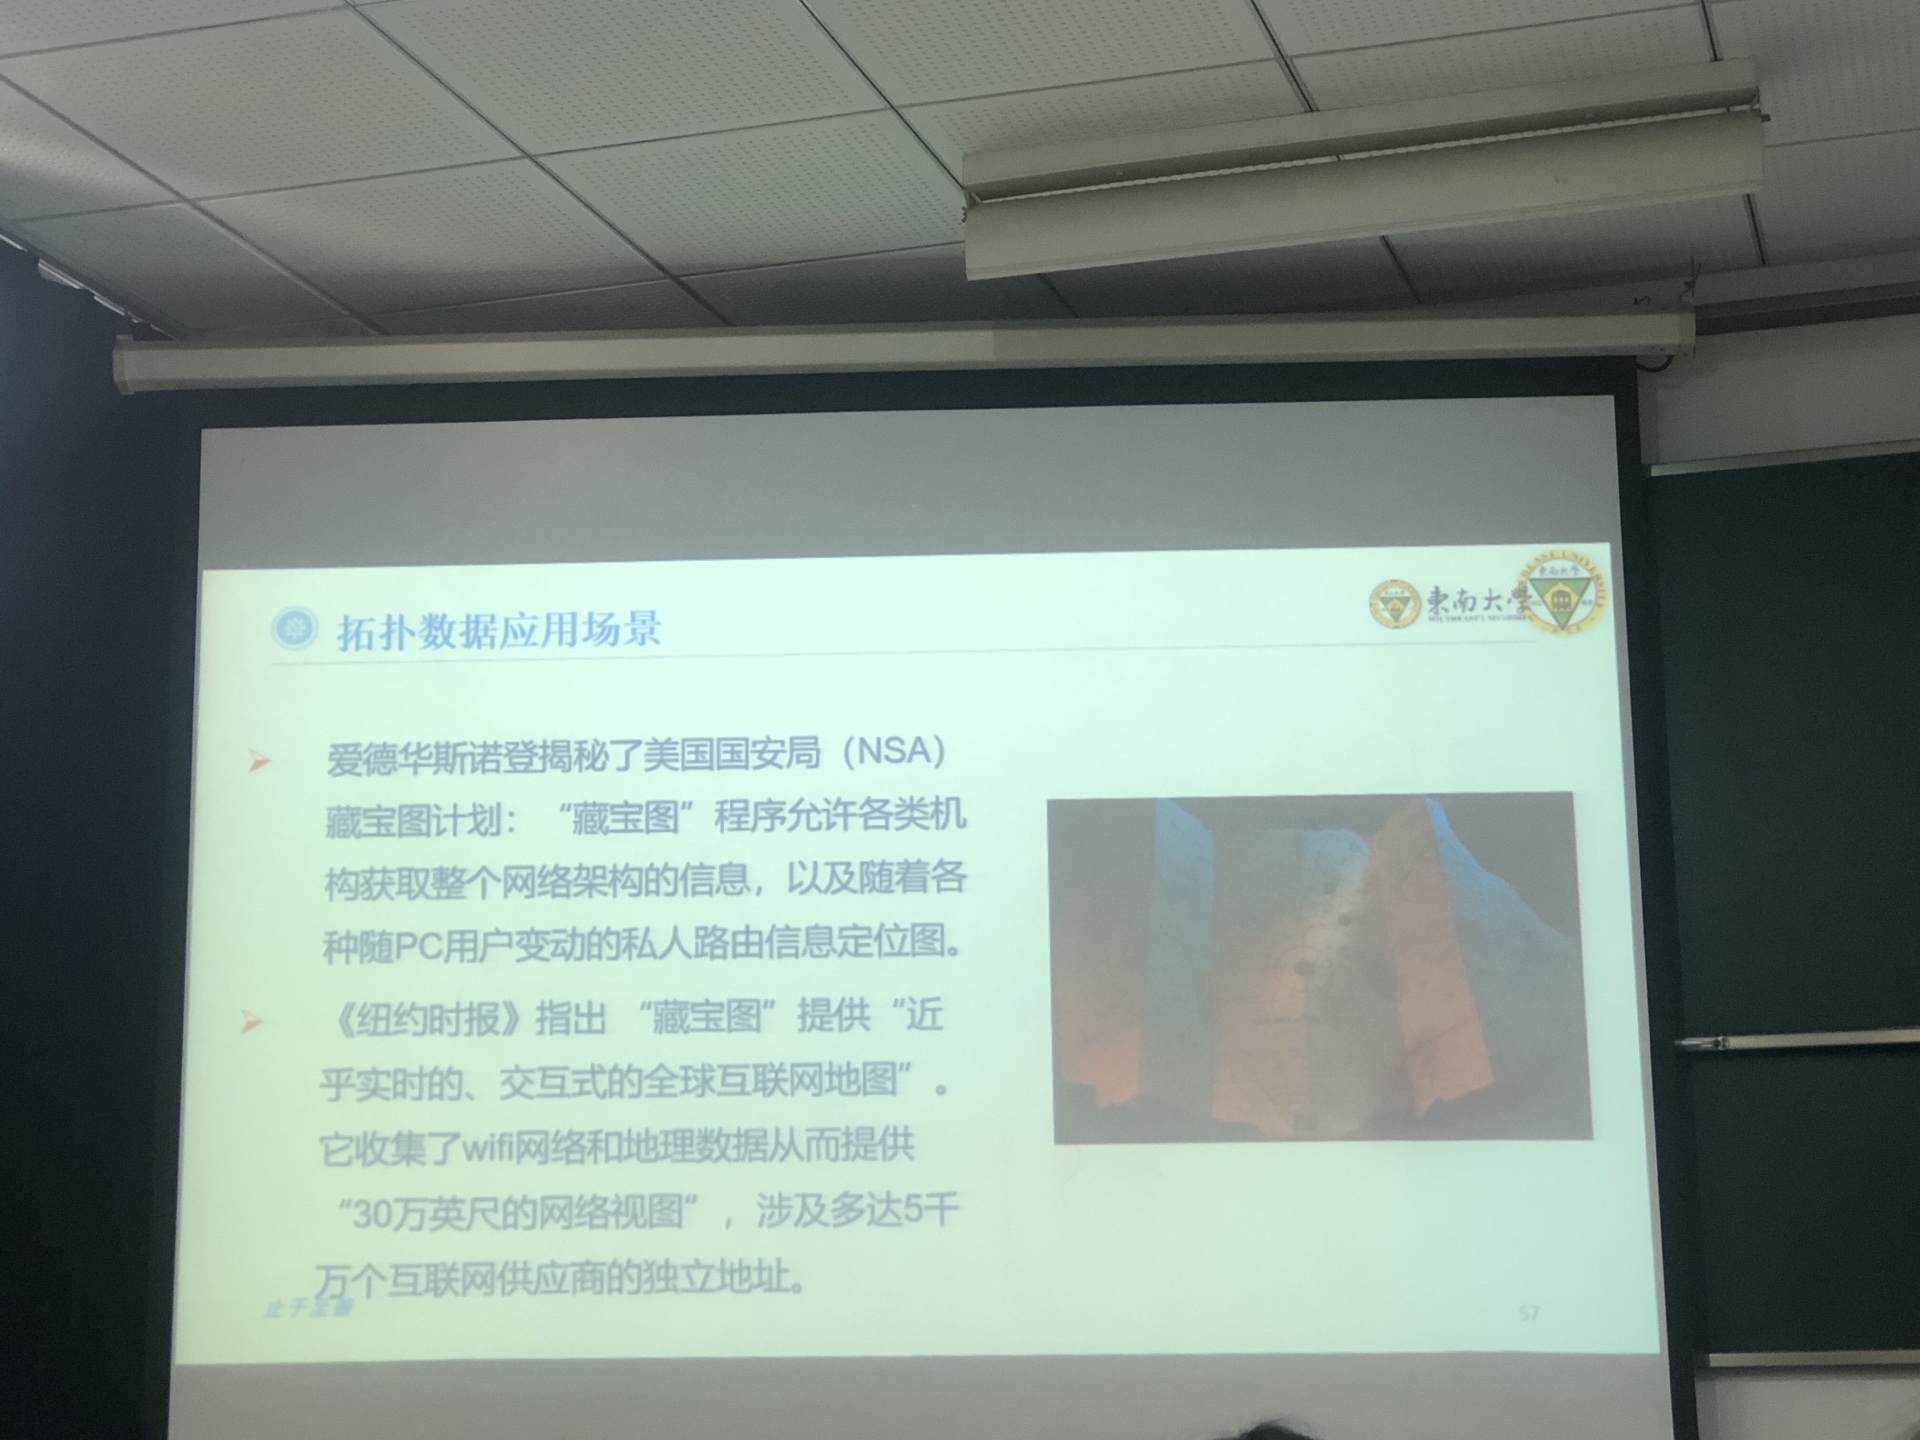 拓扑数据应用场景
東南大學
SOUTHEAST UNIVERSITY
東南大學
爱德华斯诺登揭秘了美国国安局（NSA）
藏宝图计划：“藏宝图”程序允许各类机
构获取整个网络架构的信息，以及随着各
种随PC用户变动的私人路由信息定位图。
《纽约时报》指出“藏宝图”提供“近
乎实时的、交互式的全球互联网地图”。
它收集了wifi网络和地理数据从而提供
“30万英尺的网络视图”，涉及多达5千
万个互联网供应商的独立地址。
止于至善
57